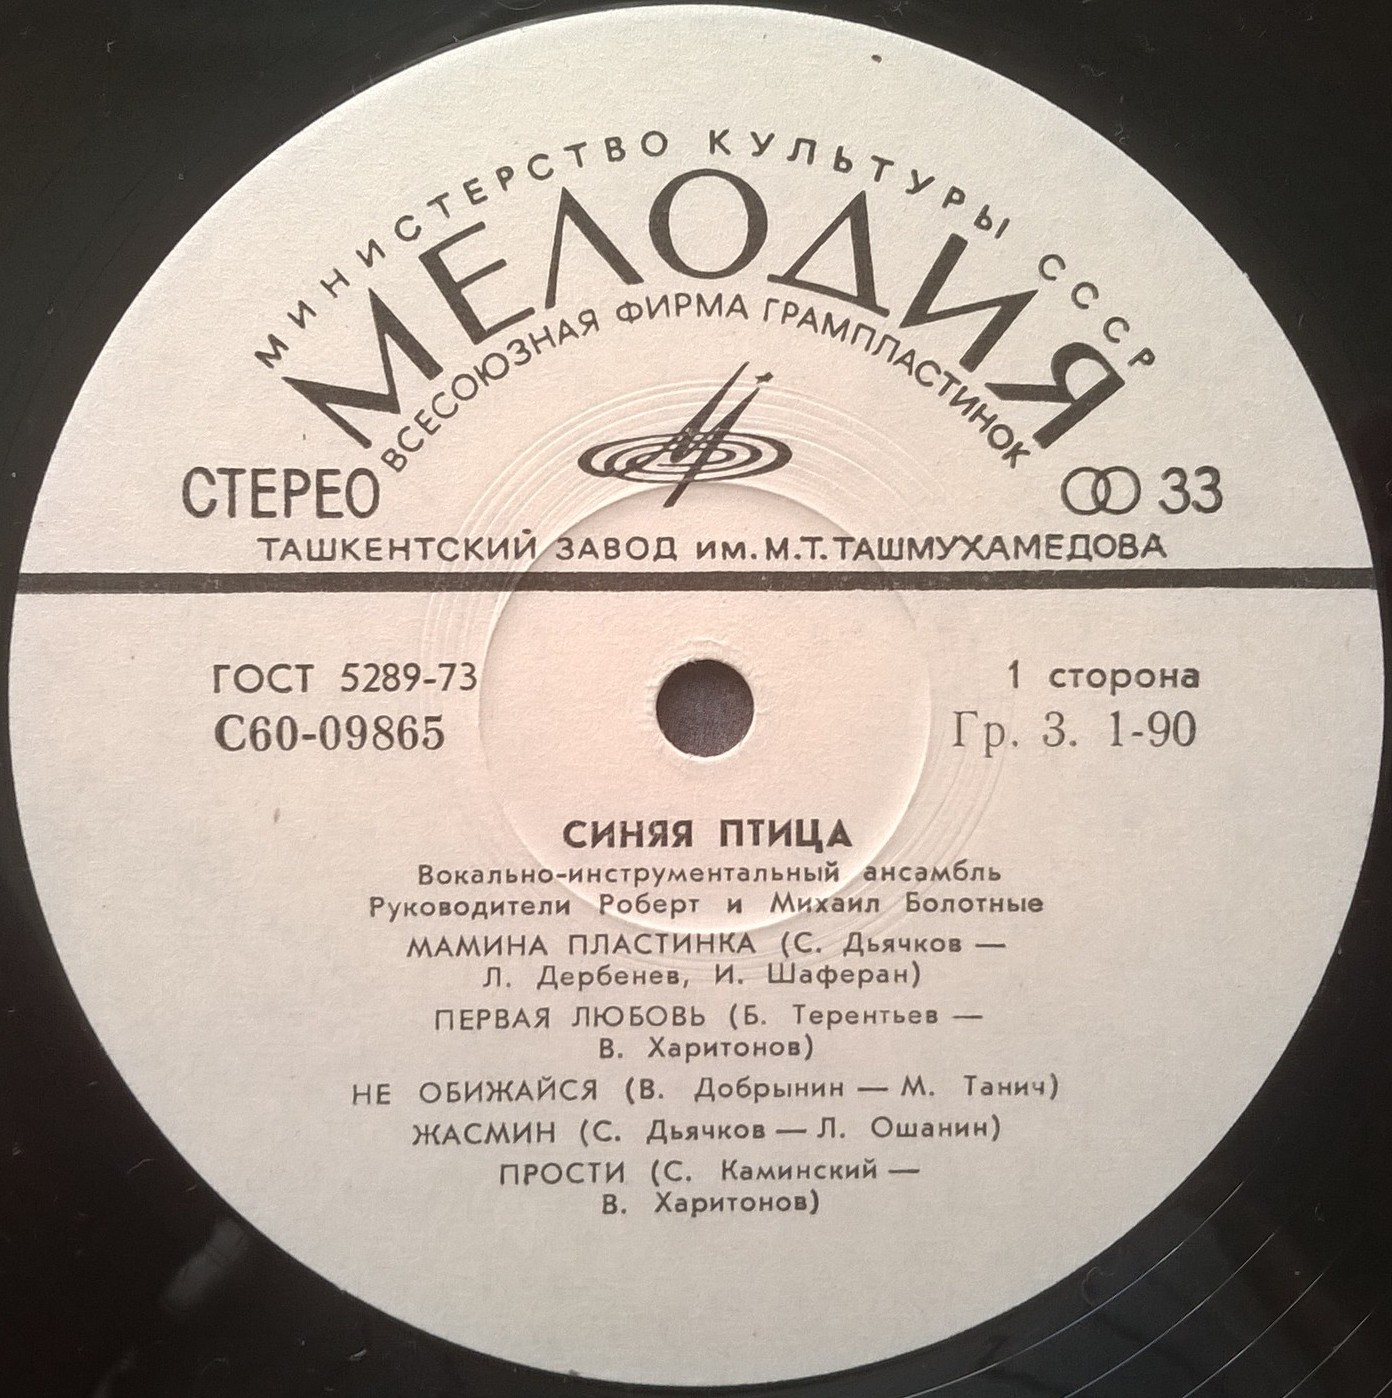 МИНИСТЕРСТВО КУЛЬТУРЫ СССР
МЕЛОДИЯ
ВСЕСОЮЗНАЯ ФИРМА ГРАМПЛАСТИНОК
СТЕРЕО 33
ТАШКЕНТСКИЙ ЗАВОД им. М.Т. ТАШМУХАМЕДОВА
ГОСТ 5289-73 1 сторона
С60-09865 Гр. 3. 1-90
СИНЯЯ ПТИЦА
Вокально-инструментальный ансамбль
Руководители Роберт и Михаил Болотные
МАМИНА ПЛАСТИНКА (С. Дьячков —
Л. Дербенев, И. Шаферан)
ПЕРВАЯ ЛЮБОВЬ (Б. Терентьев —
В. Харитонов)
НЕ ОБИЖАЙСЯ (В. Добрынин — М. Танич)
ЖАСМИН (С. Дьячков — Л. Ошанин)
ПРОСТИ (С. Каминский —
В. Харитонов)